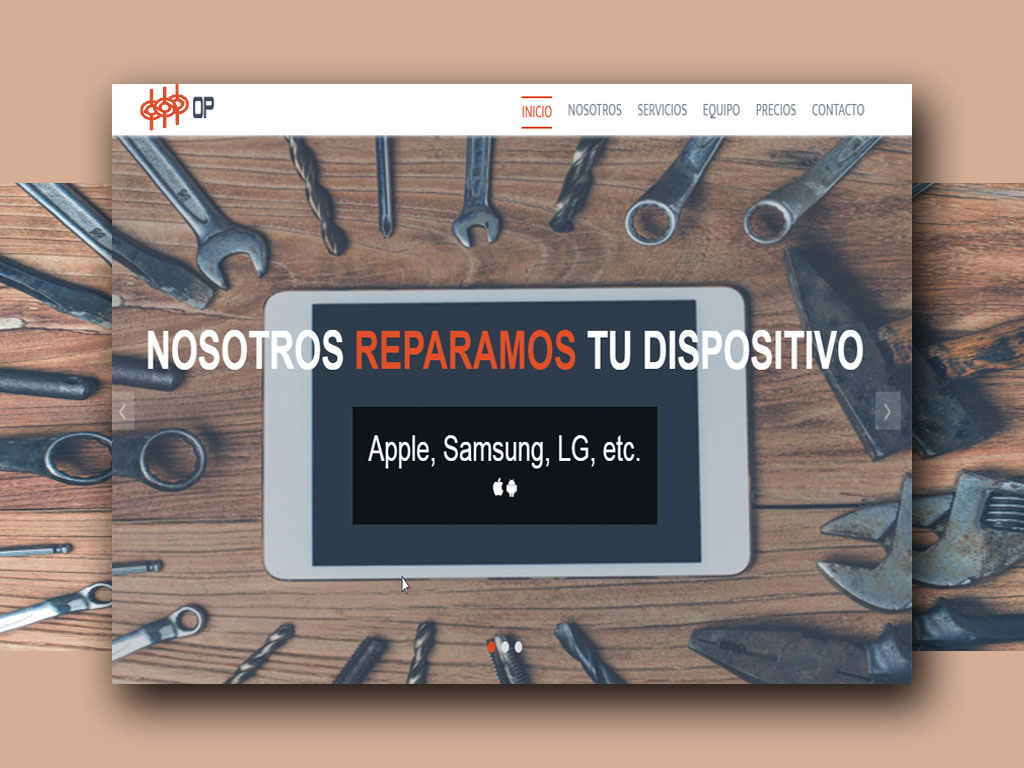 OP
INICIO NOSOTROS SERVICIOS EQUIPO PRECIOS CONTACTO
NOSOTROS REPARAMOS TU DISPOSITIVO
Apple, Samsung, LG, etc.